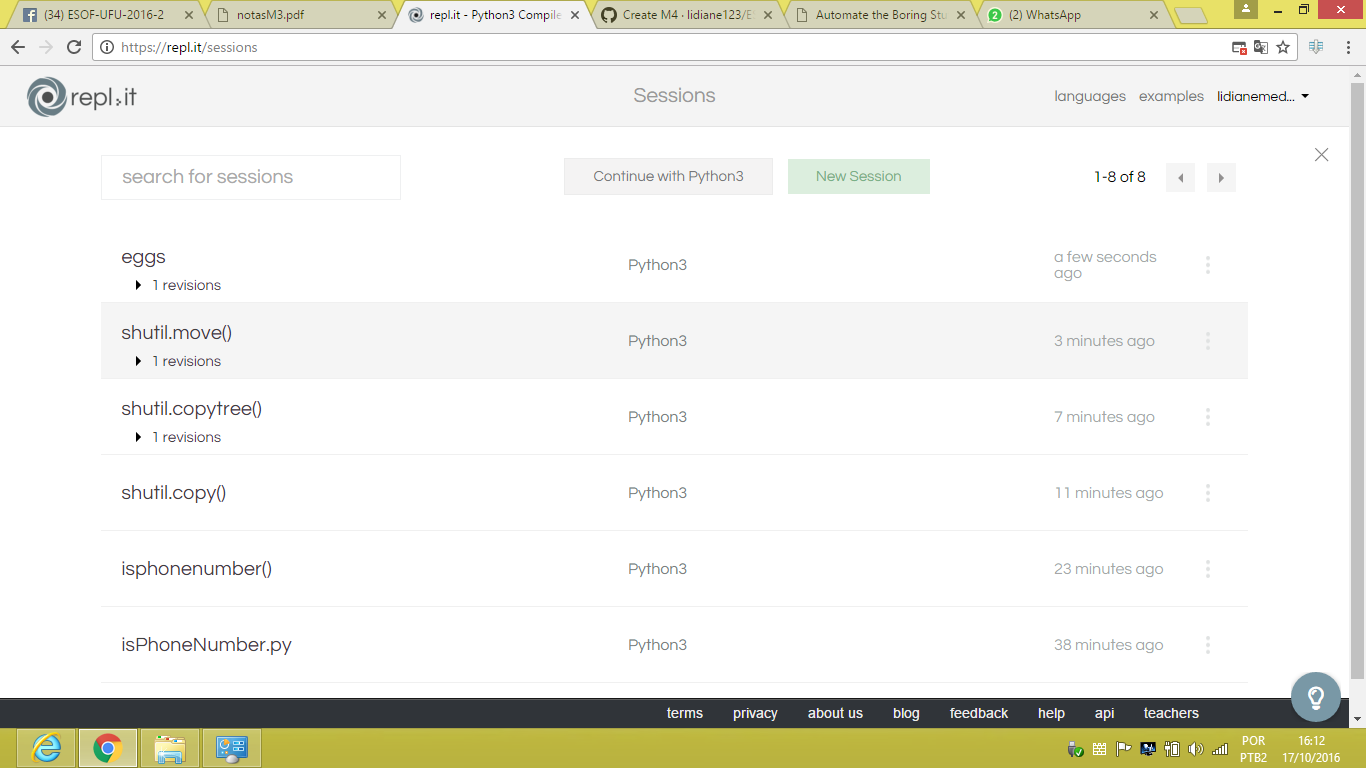 (34) ESOF-UFU-2016-2
notasM3.pdf
repl.it - Python3 Compile
Create M4 · lidiane123/E
Automate the Boring Stu
(2) WhatsApp
https://repl.it/sessions
repl.it
Sessions
languages
examples
lidianemed...
search for sessions
Continue with Python3
New Session
1-8 of 8
eggs
1 revisions
Python3
a few seconds
ago
shutil.move()
1 revisions
Python3
3 minutes ago
shutil.copytree()
1 revisions
Python3
7 minutes ago
shutil.copy()
Python3
11 minutes ago
isphonenumber()
Python3
23 minutes ago
isPhoneNumber.py
Python3
38 minutes ago
terms
privacy
about us
blog
feedback
help
api
teachers
POR
PTB2
16:12
17/10/2016